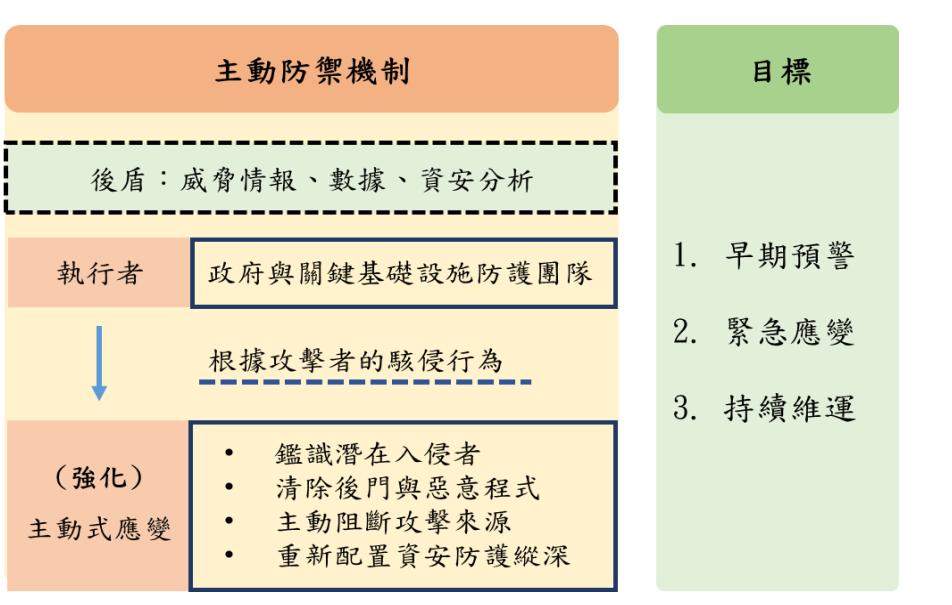 主動防禦機制
後盾：威脅情報、數據、資安分析
執行者
政府與關鍵基礎設施防護團隊
根據攻擊者的駭侵行為
（強化）
主動式應變
• 鑑識潛在入侵者
• 清除後門與惡意程式
• 主動阻斷攻擊來源
• 重新配置資安防護縱深
目標
1. 早期預警
2. 緊急應變
3. 持續維運